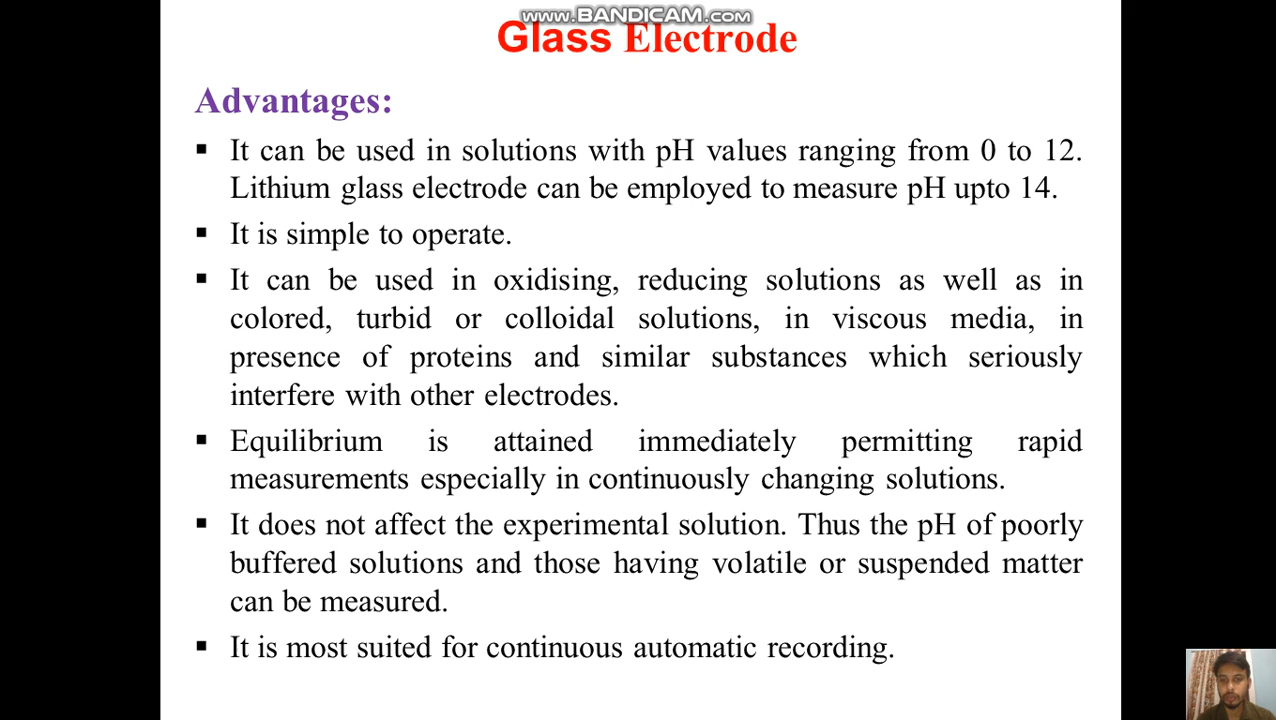 www.BANDICAM.com
Glass Electrode
Advantages:
▪ It can be used in solutions with pH values ranging from 0 to 12.
Lithium glass electrode can be employed to measure pH upto 14.
▪ It is simple to operate.
▪ It can be used in oxidising, reducing solutions as well as in
colored, turbid or colloidal solutions, in viscous media, in
presence of proteins and similar substances which seriously
interfere with other electrodes.
▪ Equilibrium is attained immediately permitting rapid
measurements especially in continuously changing solutions.
▪ It does not affect the experimental solution. Thus the pH of poorly
buffered solutions and those having volatile or suspended matter
can be measured.
▪ It is most suited for continuous automatic recording.